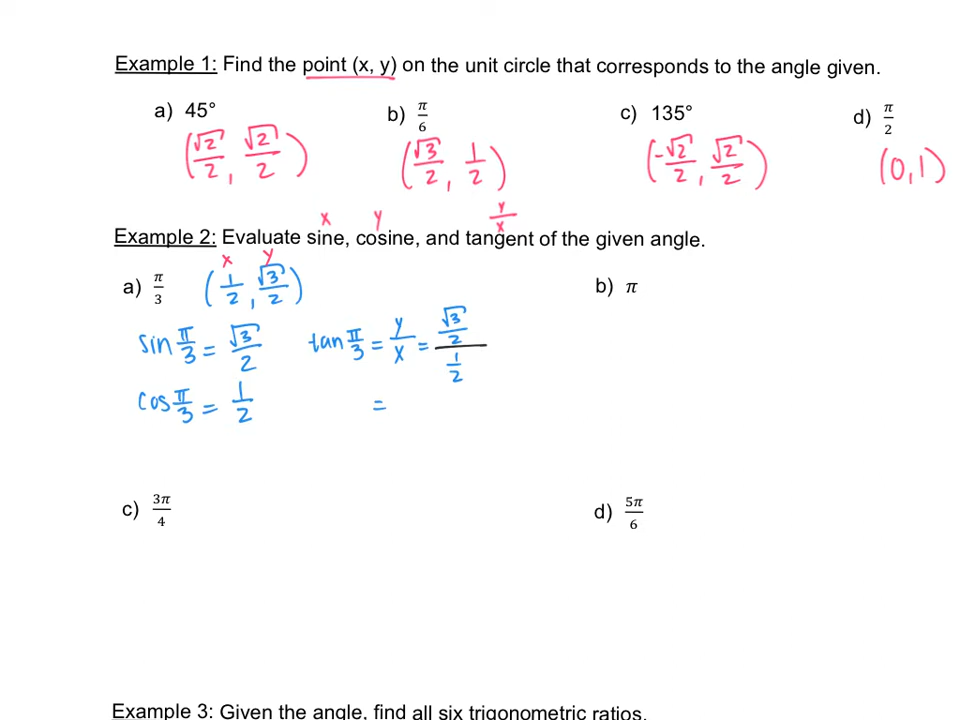 Example 1: Find the point (x, y) on the unit circle that corresponds to the angle given.
a) 45° b) π/6 c) 135° d) π/2
(√2/2, √2/2) (√3/2, 1/2) (-√2/2, √2/2) (0,1)
x y y/x
Example 2: Evaluate sine, cosine, and tangent of the given angle.
x y
a) π/3 (1/2, √3/2) b) π
sin π/3 = √3/2 tan π/3 = y/x = (√3/2)/(1/2)
cos π/3 = 1/2 =
c) 3π/4 d) 5π/6
Example 3: Given the angle, find all six trigonometric ratios.